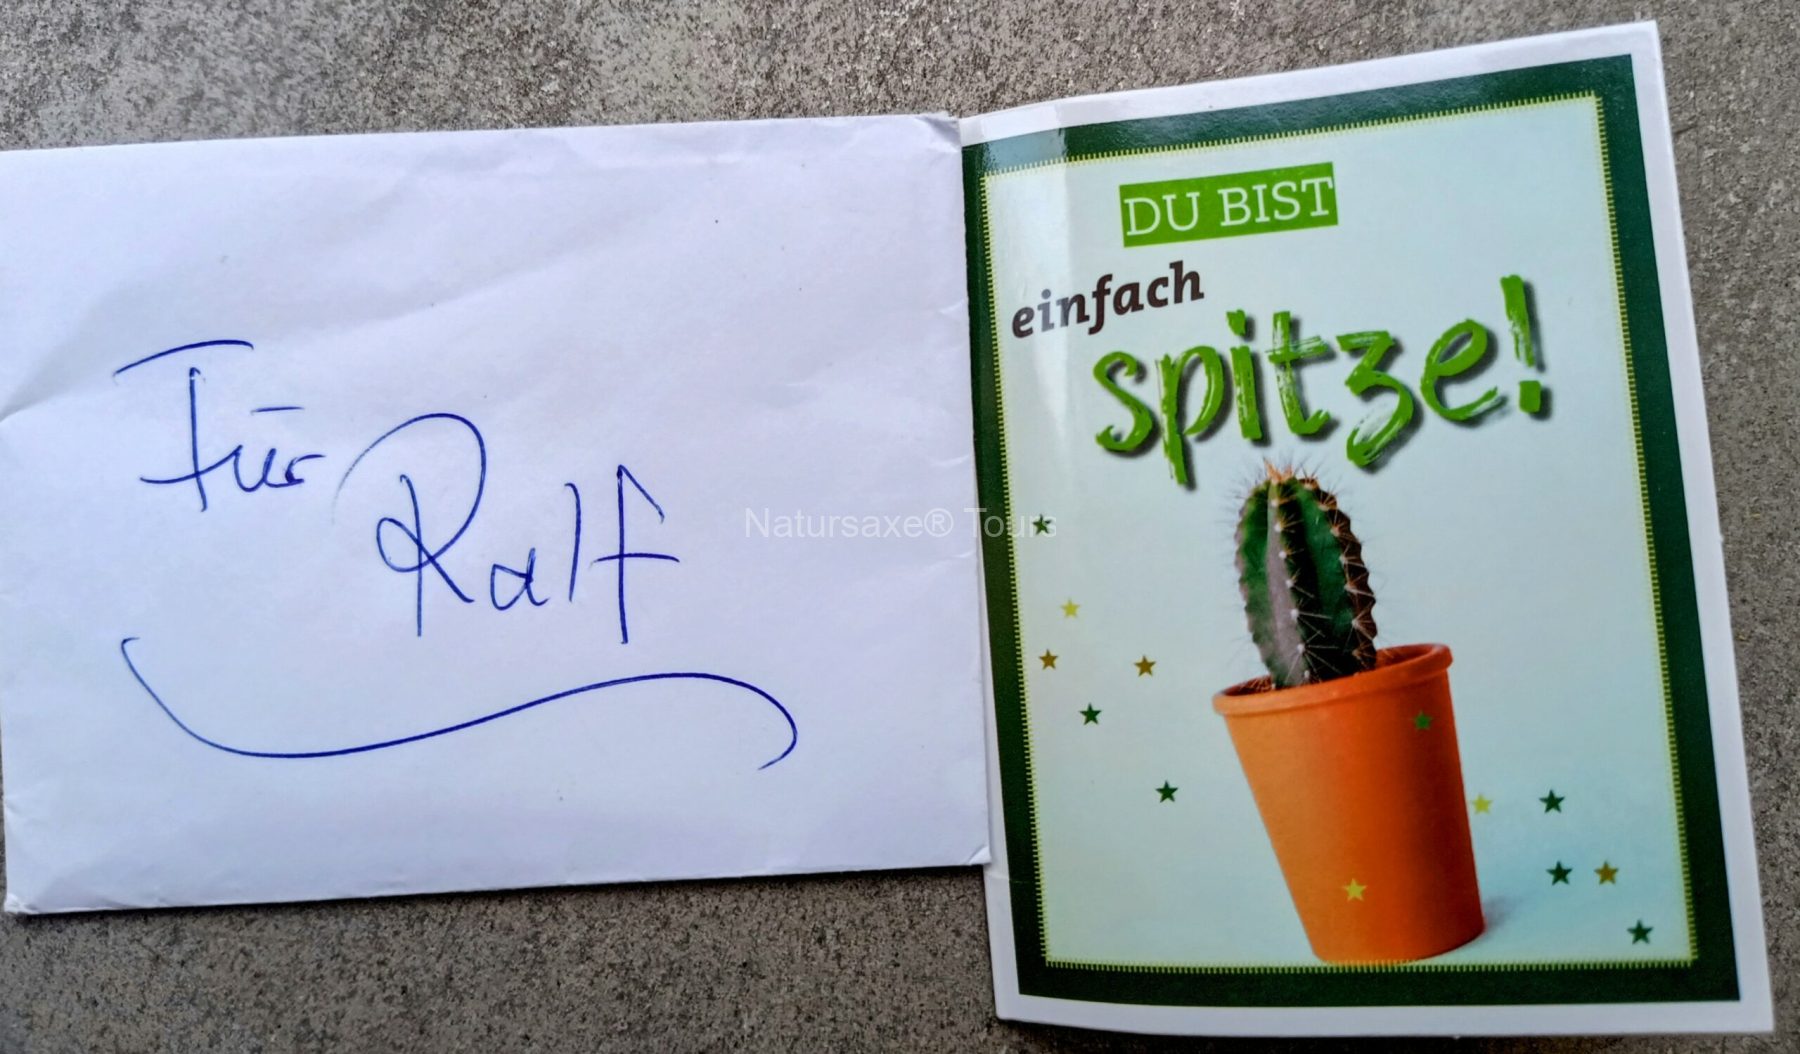 Für
Ralf
DU BIST
einfach
spitze!
Natursaxe® Tours